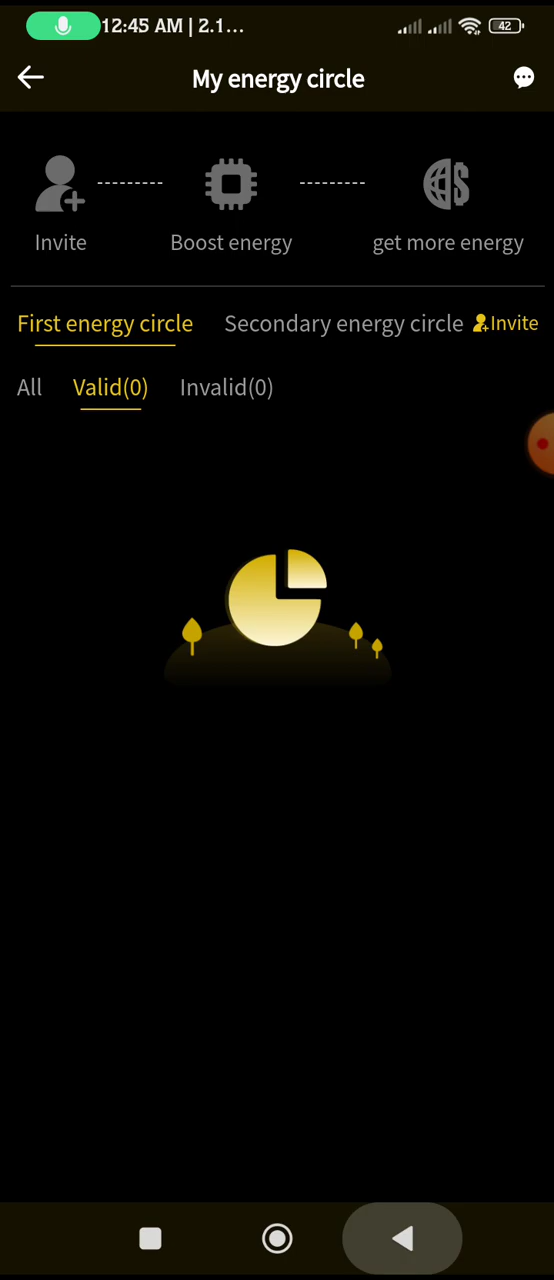 12:45 AM | 2.1...
42
My energy circle
Invite
Boost energy
get more energy
First energy circle
Secondary energy circle
Invite
All
Valid(0)
Invalid(0)